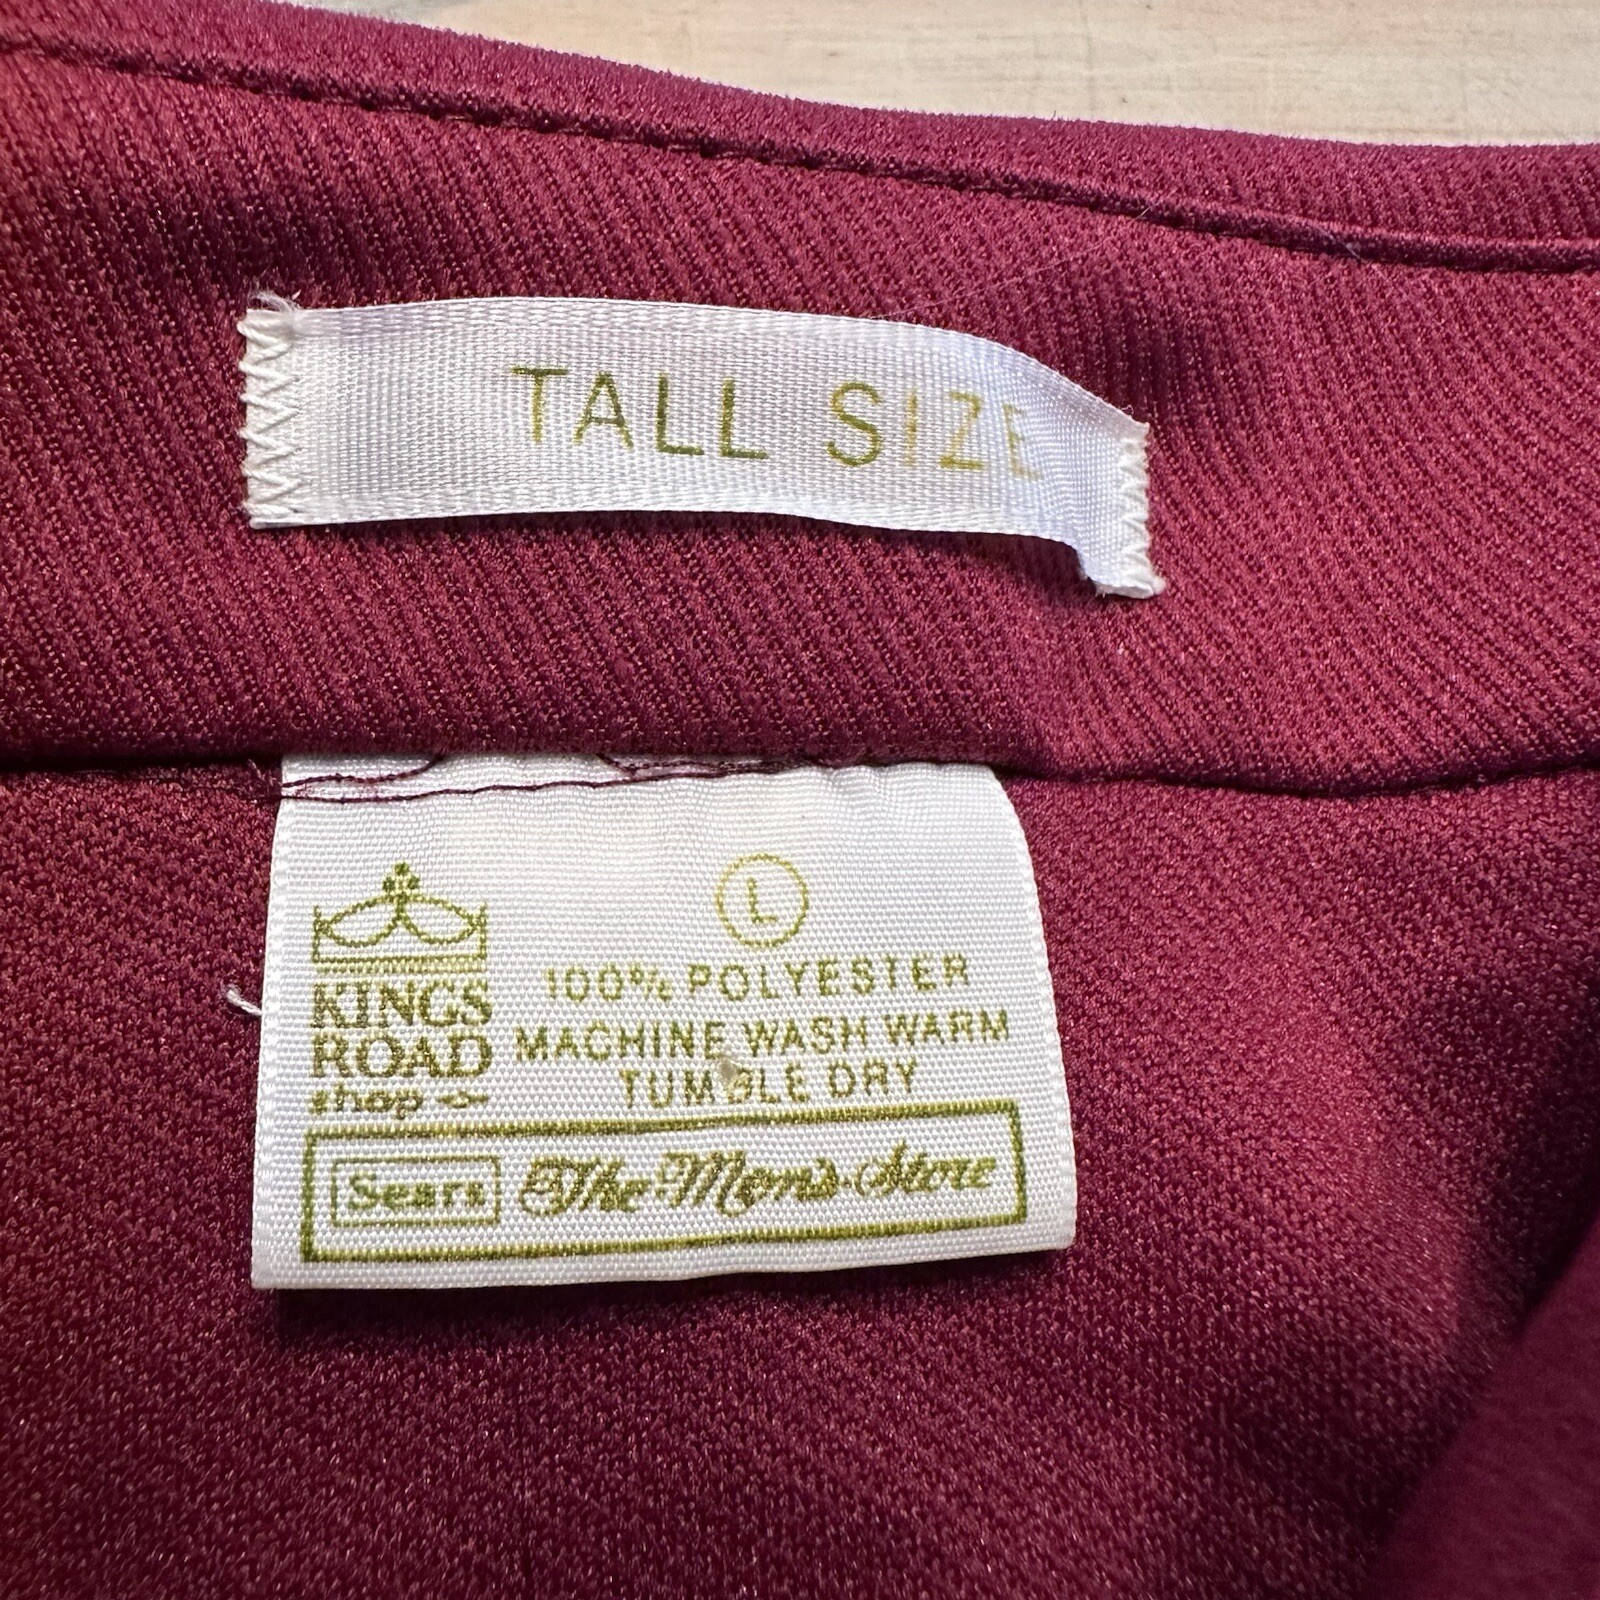 TALL SIZE
L
KINGS
ROAD
shop
100% POLYESTER
MACHINE WASH WARM
TUMBLE DRY
Sears The Men's Store